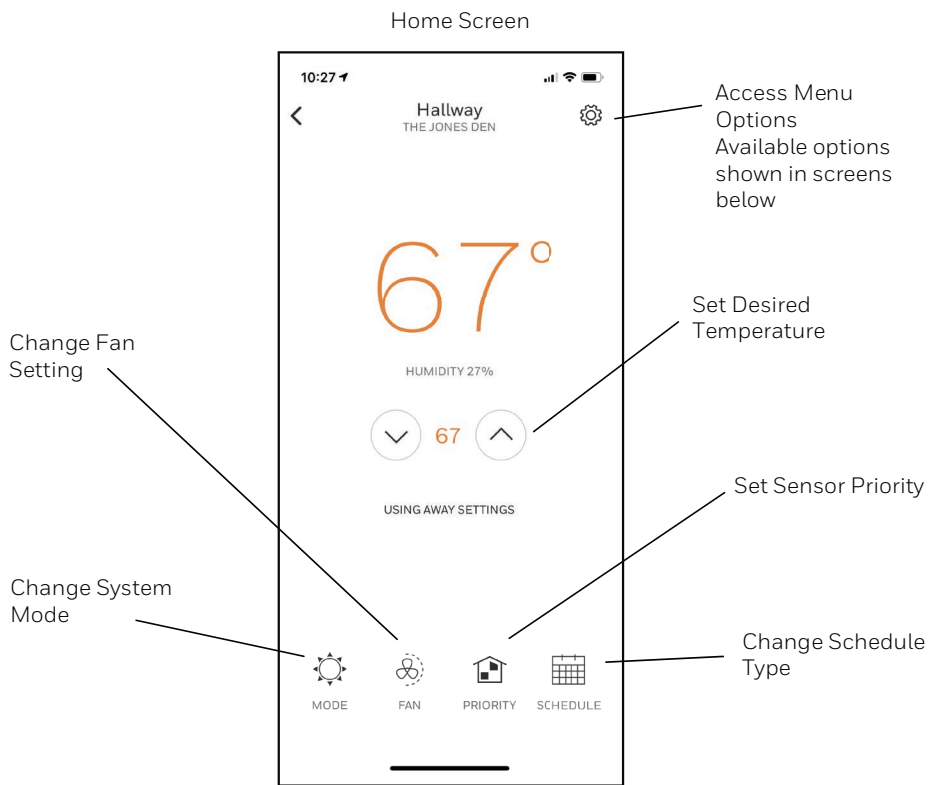 Home Screen
10:27
Hallway
THE JONES DEN
Access Menu
Options
Available options
shown in screens
below
67°
Set Desired
Temperature
Change Fan
Setting
HUMIDITY 27%
67
Set Sensor Priority
USING AWAY SETTINGS
Change System
Mode
Change Schedule
Type
MODE
FAN
PRIORITY
SCHEDULE